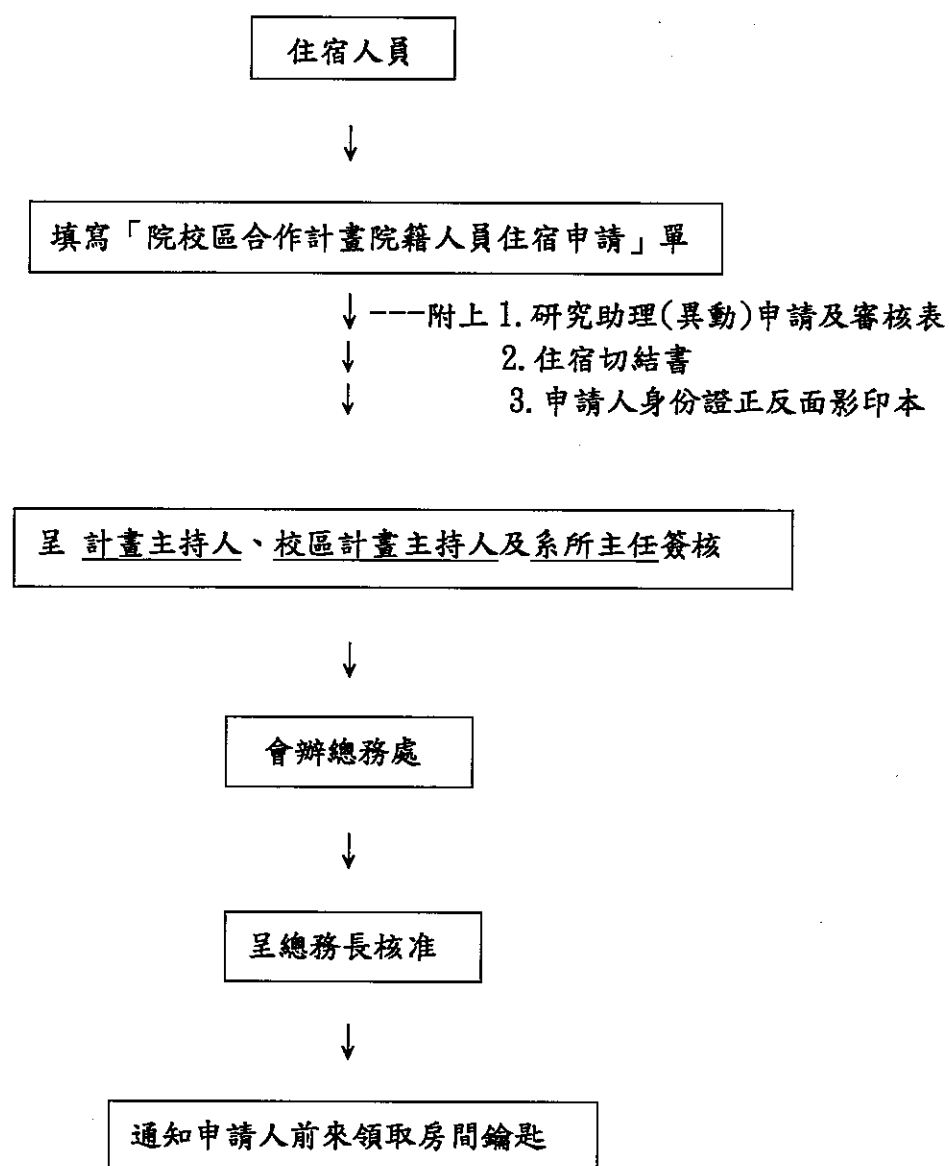 住宿人員
↓
填寫「院校區合作計畫院籍人員住宿申請」單
↓---附上 1.研究助理(異動)申請及審核表
↓ 2.住宿切結書
↓ 3.申請人身份證正反面影印本
呈 計畫主持人、校區計畫主持人及系所主任簽核
↓
會辦總務處
↓
呈總務長核准
↓
通知申請人前來領取房間鑰匙